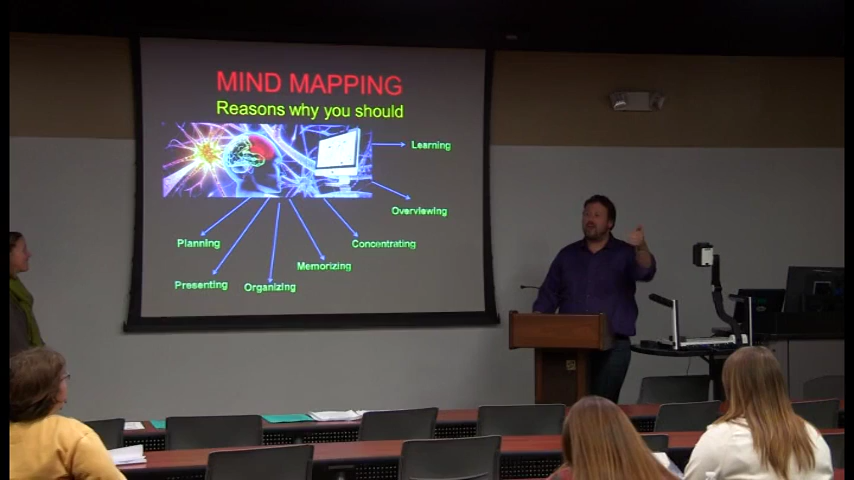 MIND MAPPING
Reasons why you should
Learning
Overviewing
Planning
Concentrating
Memorizing
Presenting
Organizing